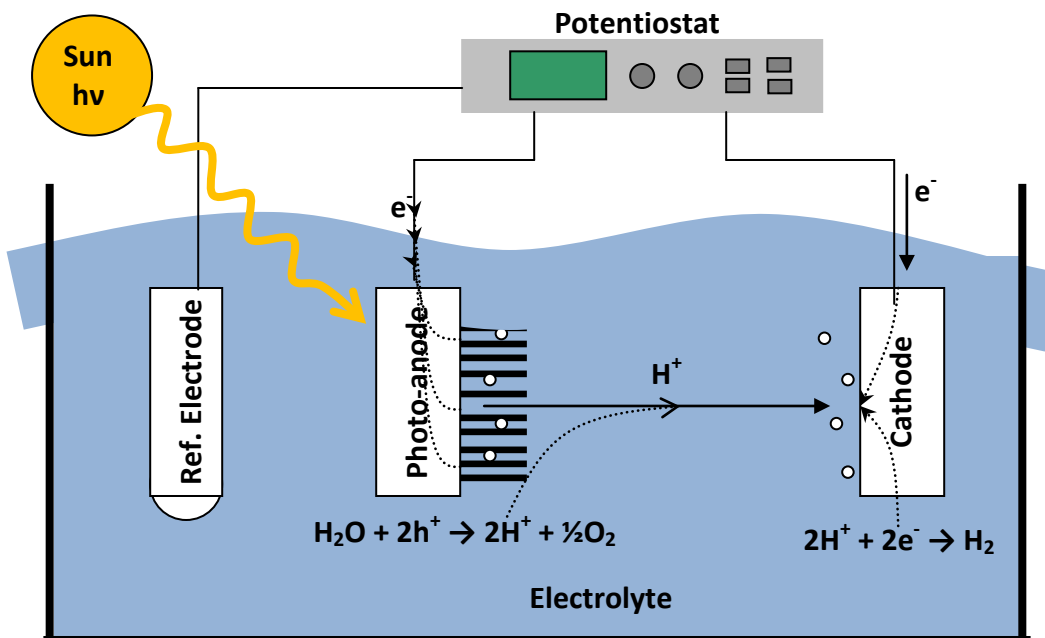 Potentiostat
Sun
hν
e⁻
e⁻
Ref. Electrode
Photo-anode
H⁺
Cathode
H₂O + 2h⁺ → 2H⁺ + ½O₂
2H⁺ + 2e⁻ → H₂
Electrolyte